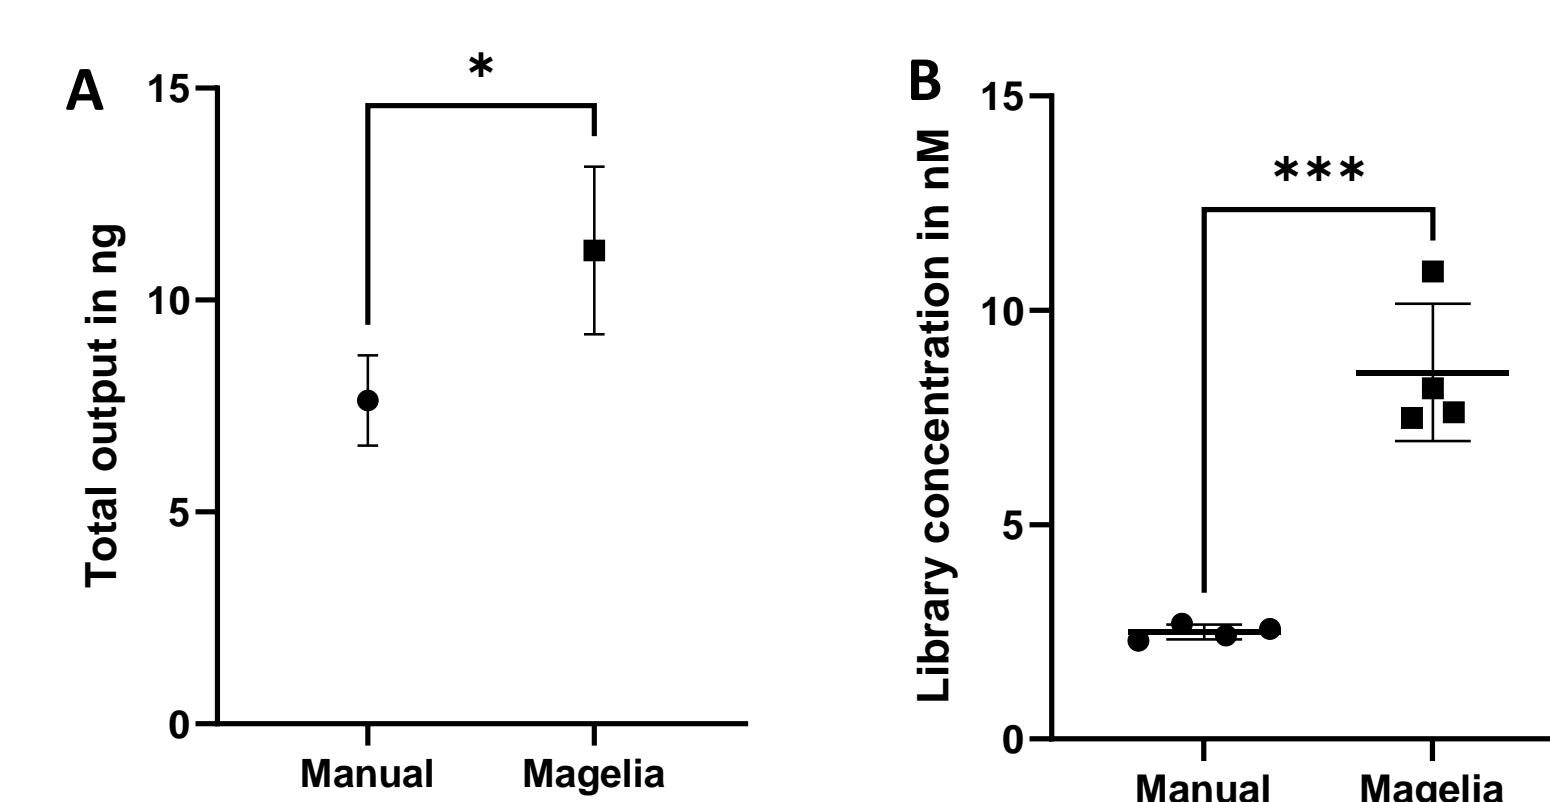 A
*
15
10
5
0
Total output in ng
Manual Magelia
B
***
15
10
5
0
Library concentration in nM
Manual Magelia